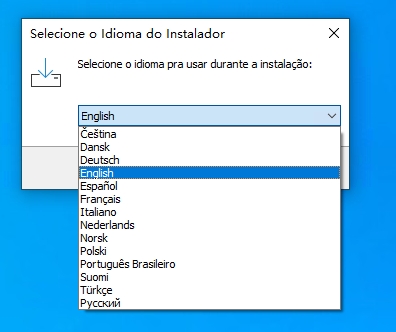 Selecione o Idioma do Instalador
Selecione o idioma pra usar durante a instalação:
English
Čeština
Dansk
Deutsch
English
Español
Français
Italiano
Nederlands
Norsk
Polski
Português Brasileiro
Suomi
Türkçe
Русский